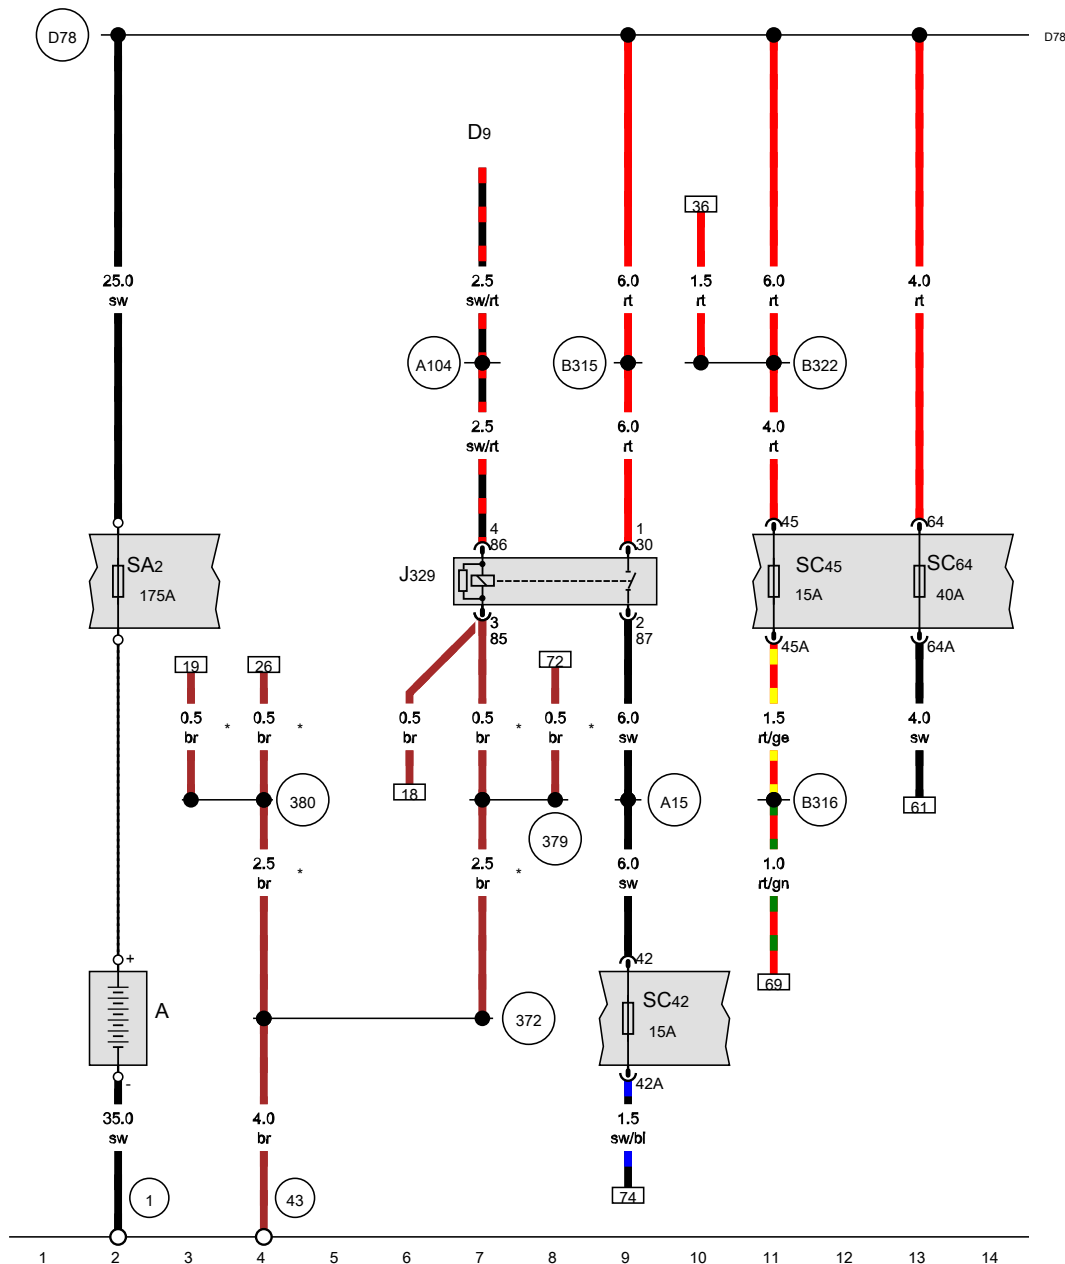 D78
D78
D9
36
25.0
sw
2.5
sw/rt
6.0
rt
1.5
rt
6.0
rt
4.0
rt
A104
B315
B322
2.5
sw/rt
6.0
rt
4.0
rt
4
86
1
30
45
64
SA2
175A
J329
SC45
15A
SC64
40A
3
85
2
87
45A
64A
19
26
72
0.5
br
*
0.5
br
*
0.5
br
0.5
br
*
0.5
br
*
6.0
sw
1.5
rt/ge
4.0
sw
18
61
380
379
A15
B316
2.5
br
*
2.5
br
*
6.0
sw
1.0
rt/gn
+
42
69
A
SC42
15A
372
-
42A
35.0
sw
4.0
br
1.5
sw/bl
1
43
74
1 2 3 4 5 6 7 8 9 10 11 12 13 14